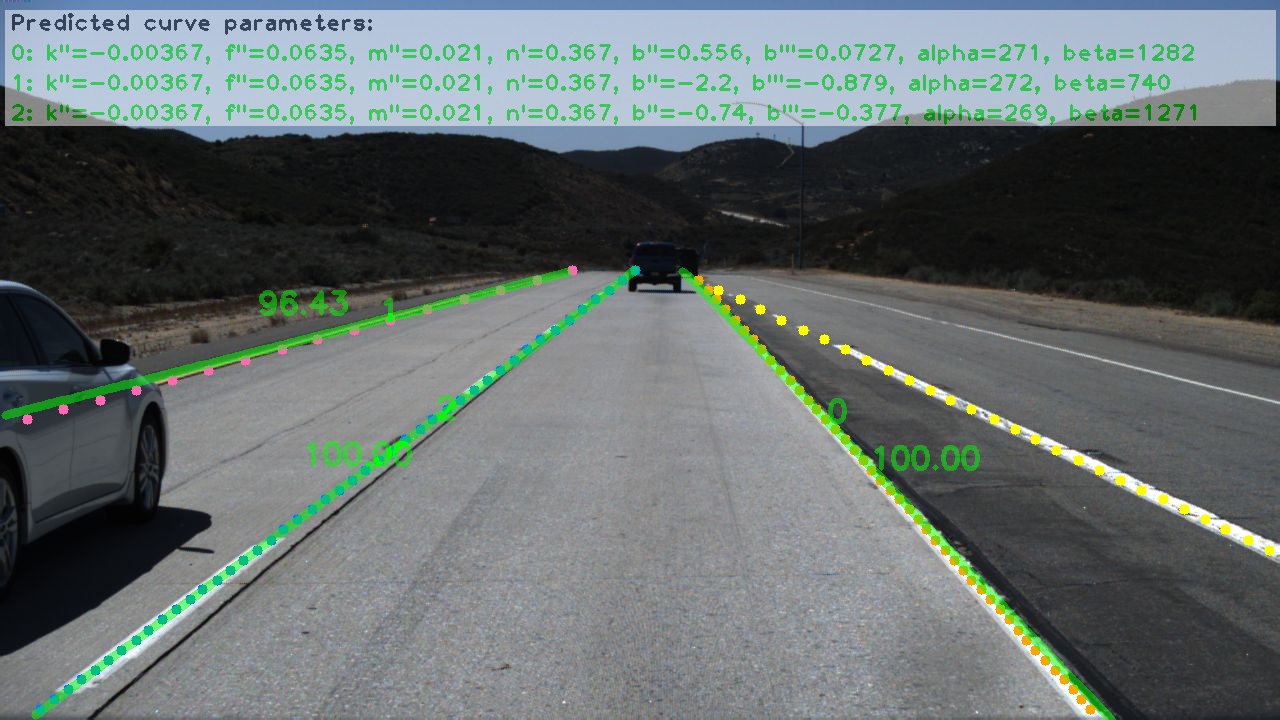 Predicted curve parameters:
0: k''=-0.00367, f''=0.0635, m''=0.021, n'=0.367, b''=0.556, b'''=0.0727, alpha=271, beta=1282
1: k''=-0.00367, f''=0.0635, m''=0.021, n'=0.367, b''=-2.2, b'''=-0.879, alpha=272, beta=740
2: k''=-0.00367, f''=0.0635, m''=0.021, n'=0.367, b''=-0.74, b'''=-0.377, alpha=269, beta=1271
96.43 1
2 0
100.00 100.00